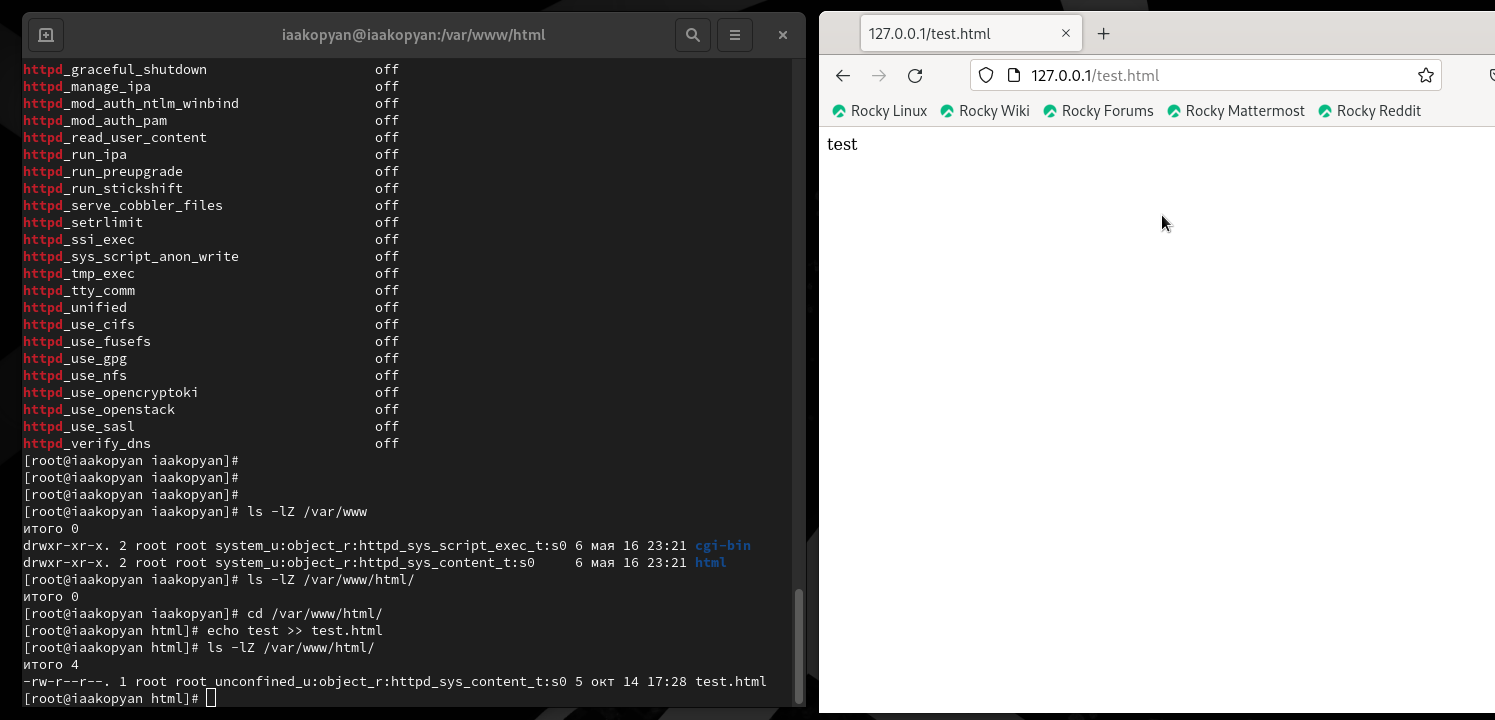 iaakopyan@iaakopyan:/var/www/html
httpd_graceful_shutdown off
httpd_manage_ipa off
httpd_mod_auth_ntlm_winbind off
httpd_mod_auth_pam off
httpd_read_user_content off
httpd_run_ipa off
httpd_run_preupgrade off
httpd_run_stickshift off
httpd_serve_cobbler_files off
httpd_setrlimit off
httpd_ssi_exec off
httpd_sys_script_anon_write off
httpd_tmp_exec off
httpd_tty_comm off
httpd_unified off
httpd_use_cifs off
httpd_use_fusefs off
httpd_use_gpg off
httpd_use_nfs off
httpd_use_opencryptoki off
httpd_use_openstack off
httpd_use_sasl off
httpd_verify_dns off
[root@iaakopyan iaakopyan]#
[root@iaakopyan iaakopyan]#
[root@iaakopyan iaakopyan]#
[root@iaakopyan iaakopyan]# ls -lZ /var/www
итого 0
drwxr-xr-x. 2 root root system_u:object_r:httpd_sys_script_exec_t:s0 6 мая 16 23:21 cgi-bin
drwxr-xr-x. 2 root root system_u:object_r:httpd_sys_content_t:s0 6 мая 16 23:21 html
[root@iaakopyan iaakopyan]# ls -lZ /var/www/html/
итого 0
[root@iaakopyan iaakopyan]# cd /var/www/html/
[root@iaakopyan html]# echo test >> test.html
[root@iaakopyan html]# ls -lZ /var/www/html/
итого 4
-rw-r--r--. 1 root root unconfined_u:object_r:httpd_sys_content_t:s0 5 окт 14 17:28 test.html
[root@iaakopyan html]#
127.0.0.1/test.html
127.0.0.1/test.html
Rocky Linux Rocky Wiki Rocky Forums Rocky Mattermost Rocky Reddit
test